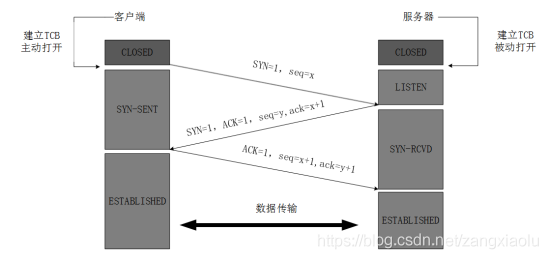 客户端
服务器
建立TCB
主动打开
建立TCB
被动打开
CLOSED
CLOSED
SYN=1, seq=x
LISTEN
SYN-SENT
SYN=1, ACK=1, seq=y,ack=x+1
SYN-RCVD
ACK=1, seq=x+1,ack=y+1
ESTABLISHED
数据传输
ESTABLISHED
https://blog.csdn.net/zangxiaolu